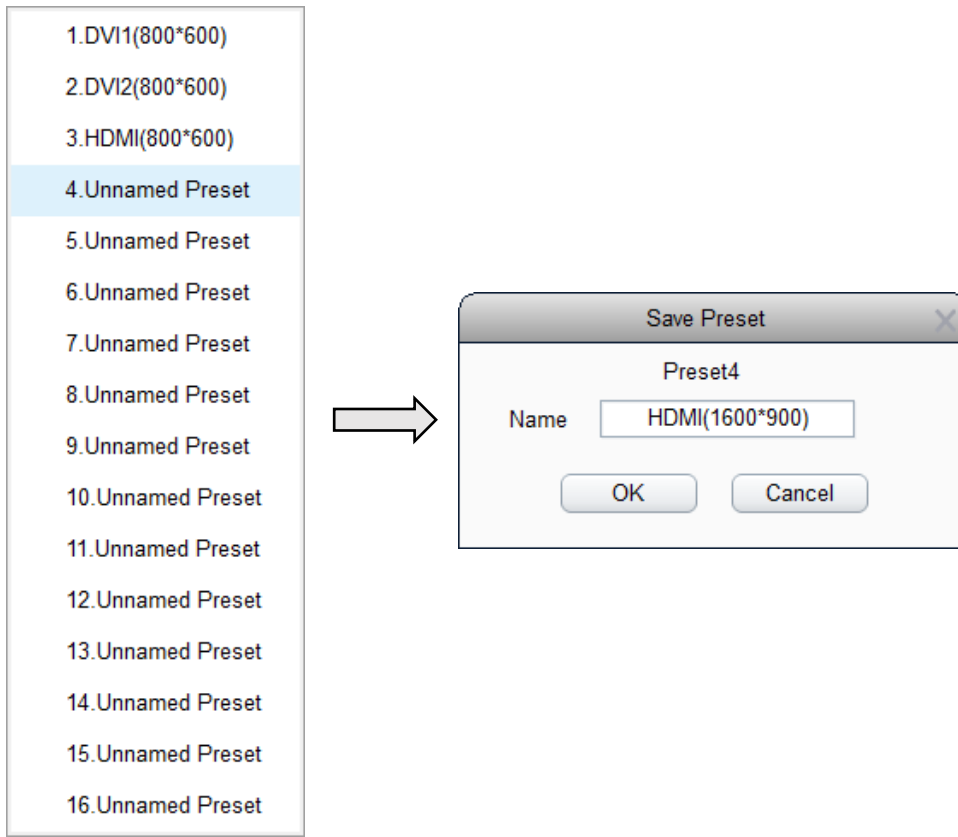 1.DVI1(800*600)
2.DVI2(800*600)
3.HDMI(800*600)
4.Unnamed Preset
5.Unnamed Preset
6.Unnamed Preset
7.Unnamed Preset
8.Unnamed Preset
9.Unnamed Preset
10.Unnamed Preset
11.Unnamed Preset
12.Unnamed Preset
13.Unnamed Preset
14.Unnamed Preset
15.Unnamed Preset
16.Unnamed Preset
Save Preset
Preset4
Name HDMI(1600*900)
OK Cancel